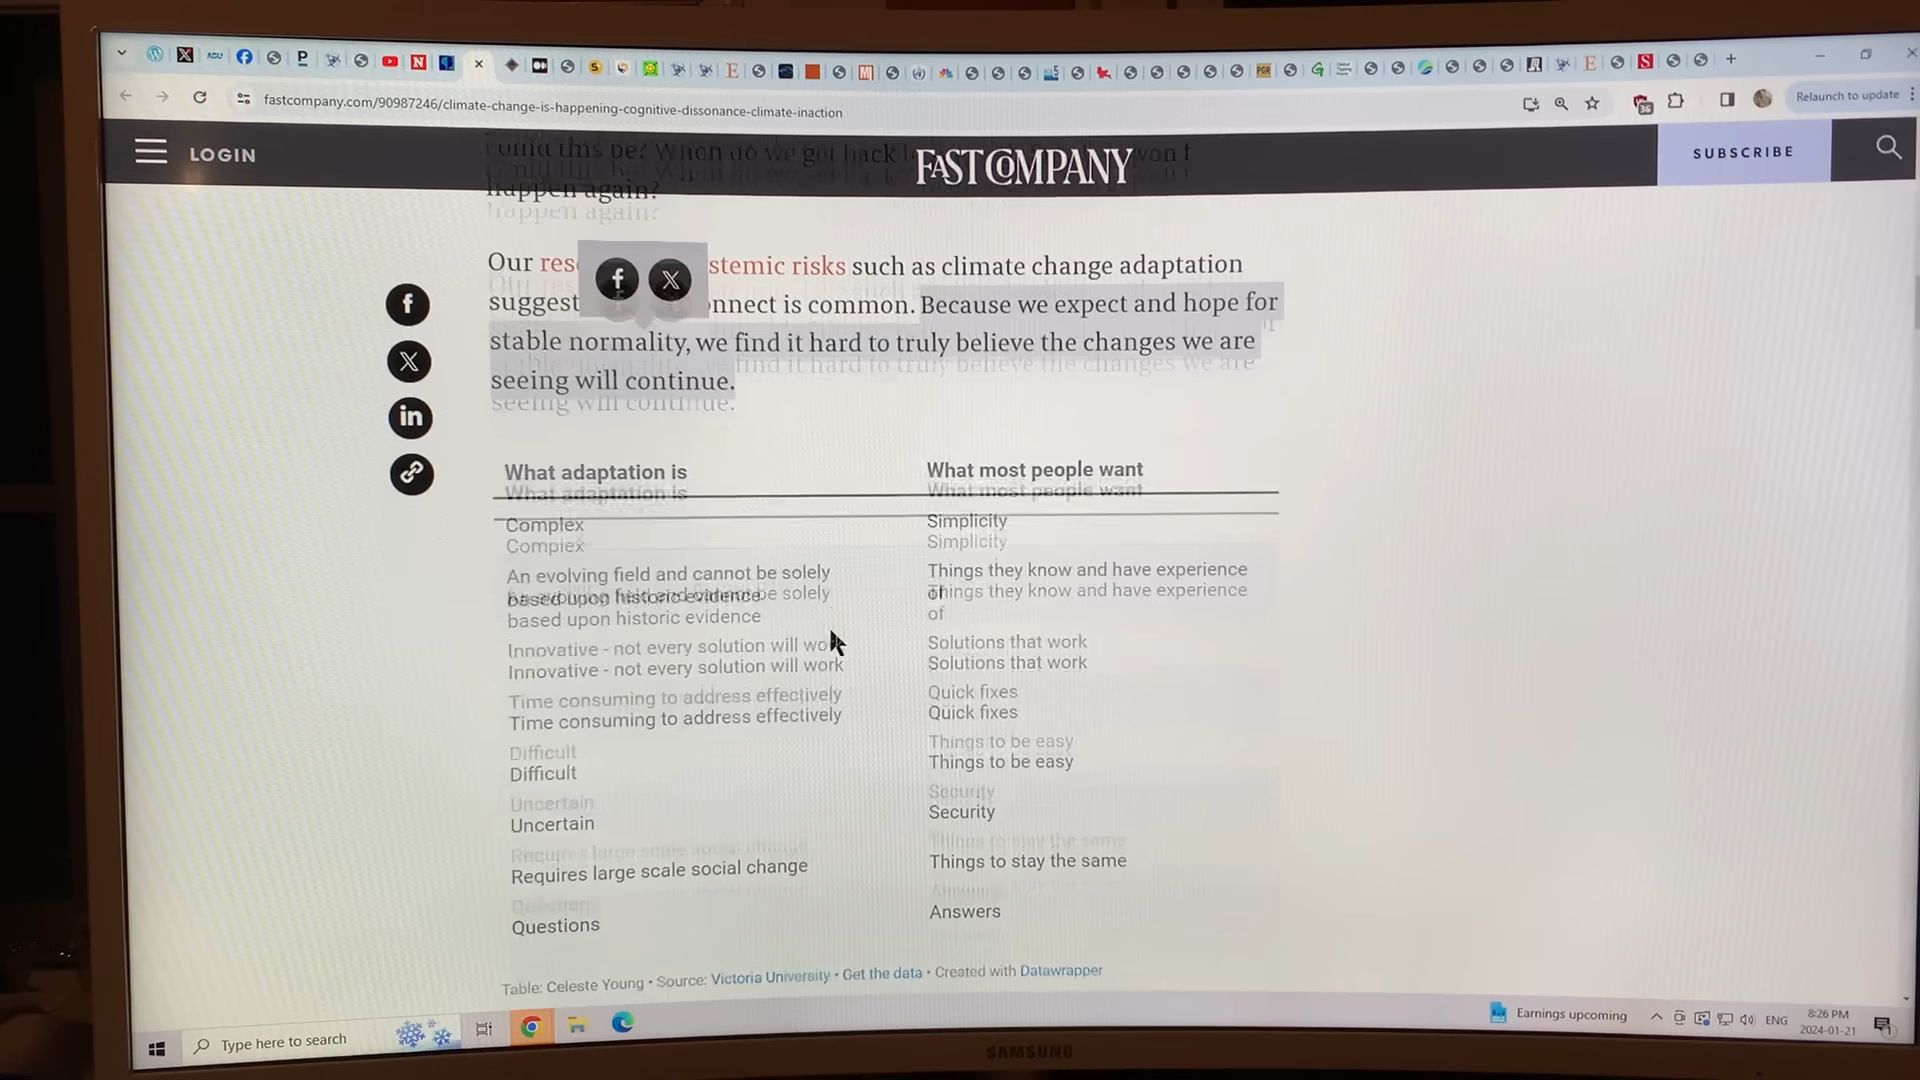 fastcompany.com/90987246/climate-change-is-happening-cognitive-dissonance-climate-inaction
Relaunch to update
LOGIN
FAST COMPANY
SUBSCRIBE
happen again?
Our stemic risks such as climate change adaptation
suggest nnect is common. Because we expect and hope for
stable normality, we find it hard to truly believe the changes we are
seeing will continue.
What adaptation is What most people want
Complex Simplicity
An evolving field and cannot be solely Things they know and have experience
based upon historic evidence of
Innovative - not every solution will work Solutions that work
Time consuming to address effectively Quick fixes
Difficult Things to be easy
Uncertain Security
Requires large scale social change Things to stay the same
Questions Answers
Table: Celeste Young • Source: Victoria University • Get the data • Created with Datawrapper
Type here to search
Earnings upcoming
ENG
8:26 PM
2024-01-21
SAMSUNG